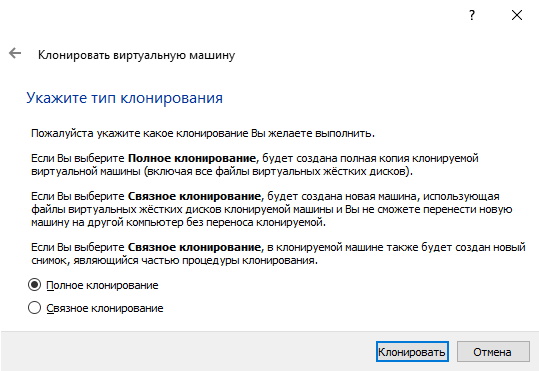 ?
Клонировать виртуальную машину
Укажите тип клонирования
Пожалуйста укажите какое клонирование Вы желаете выполнить.
Если Вы выберите Полное клонирование, будет создана полная копия клонируемой
виртуальной машины (включая все файлы виртуальных жёстких дисков).
Если Вы выберите Связное клонирование, будет создана новая машина, использующая
файлы виртуальных жёстких дисков клонируемой машины и Вы не сможете перенести новую
машину на другой компьютер без переноса клонируемой.
Если Вы выберите Связное клонирование, в клонируемой машине также будет создан новый
снимок, являющийся частью процедуры клонирования.
Полное клонирование
Связное клонирование
Клонировать
Отмена